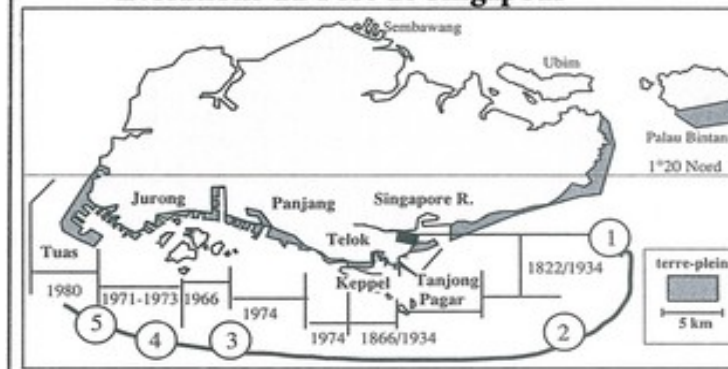 Sembawang
Ubim
Palau Bintan
1°20 Nord
Jurong
Panjang
Singapore R.
Telok
Tuas
Keppel
Tanjong
Pagar
1
1822/1934
terre-plein
5 km
1980
1971-1973
1966
1974
1974
1866/1934
5
4
3
2